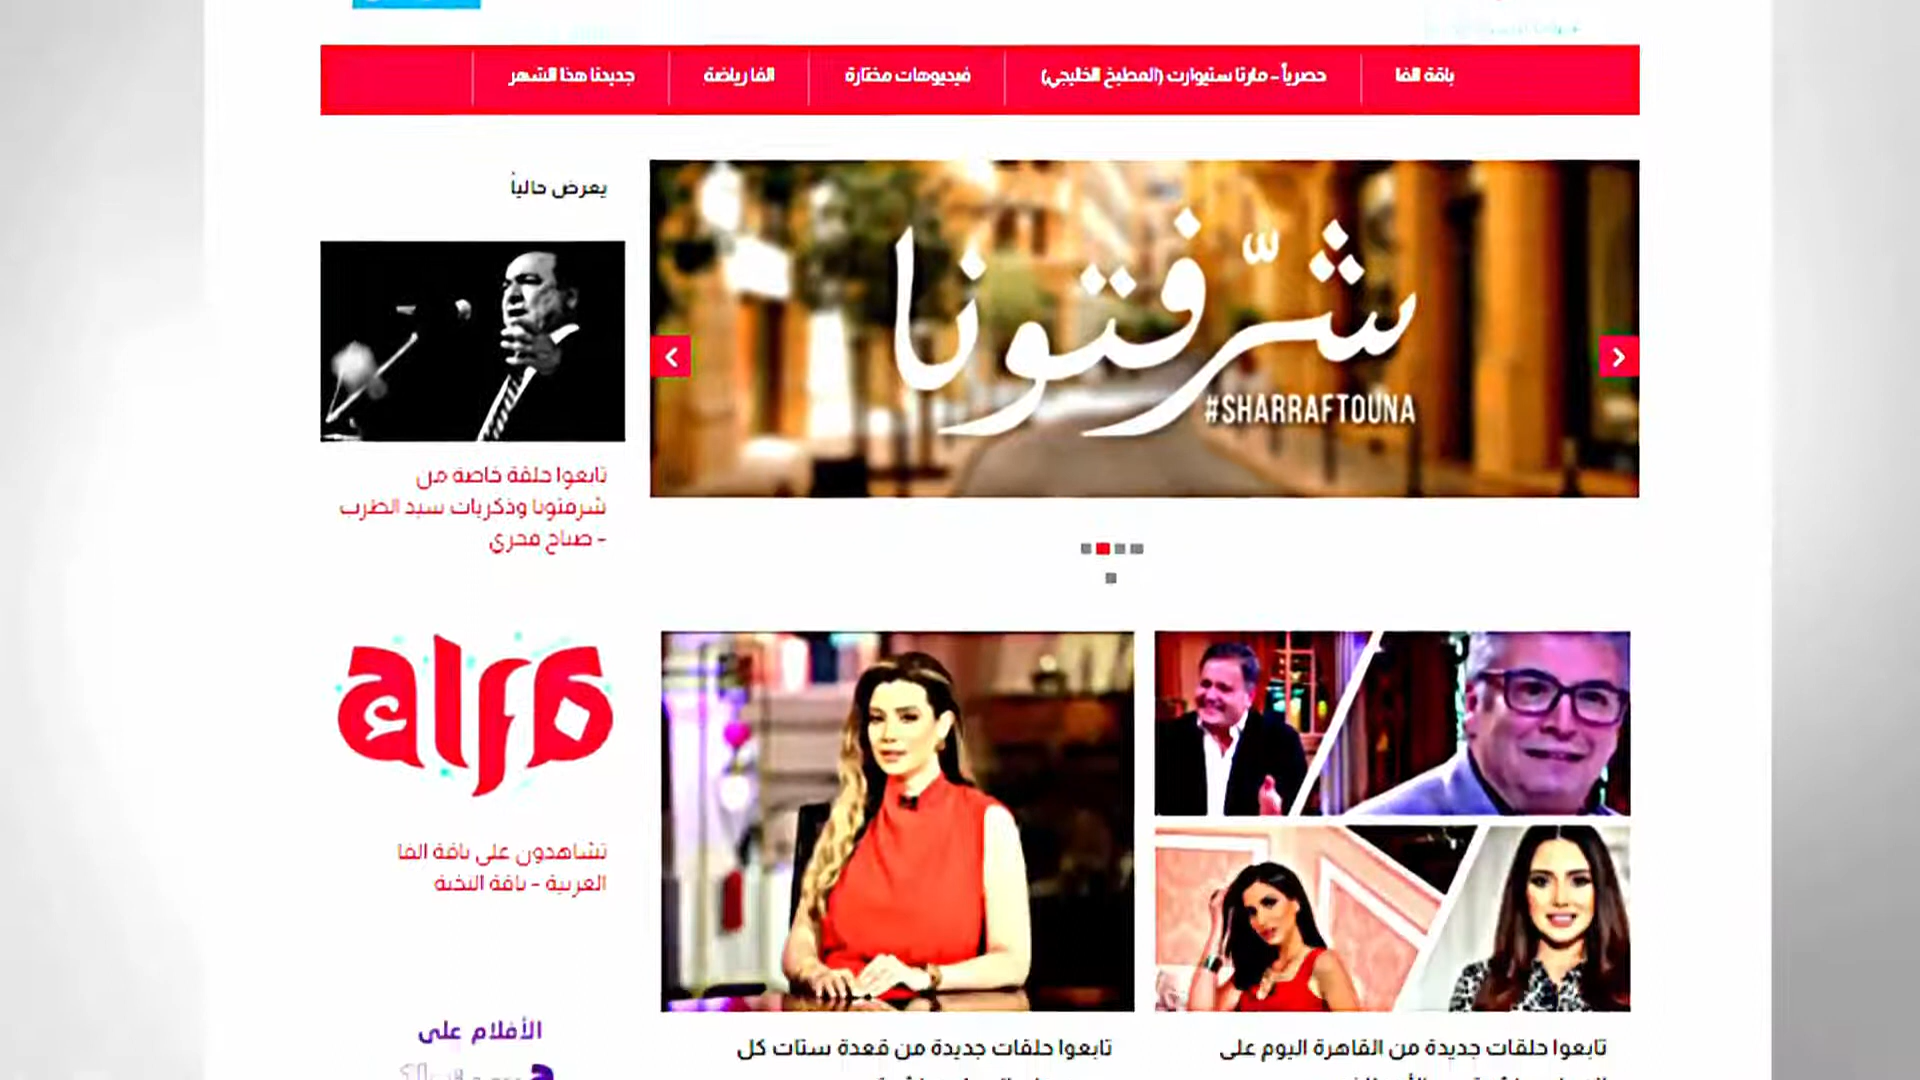 باقة الفا
حصرياً - مارتا ستيوارت (المطبخ الخليجي)
فيديوهات مختارة
الفا رياضة
جديدنا هذا الشهر
شرّفتونا
#SHARRAFTOUNA
يعرض حالياً
تابعوا حلقة خاصة من
شرفتونا وذكريات سيد الطرب
- صباح فخري
alfa
تشاهدون على باقة الفا
العربية - باقة النخبة
الأفلام على
تابعوا حلقات جديدة من القاهرة اليوم على
تابعوا حلقات جديدة من قعدة ستات كل